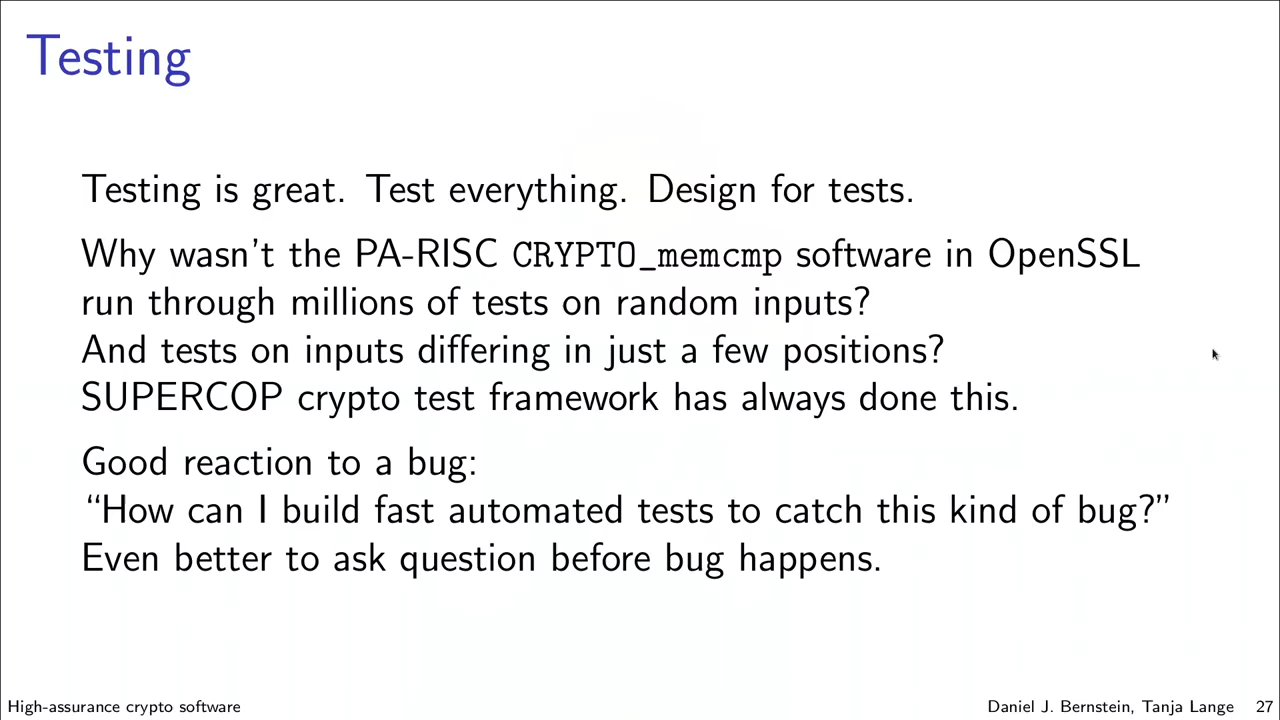 Testing
Testing is great. Test everything. Design for tests.
Why wasn't the PA-RISC CRYPTO_memcmp software in OpenSSL
run through millions of tests on random inputs?
And tests on inputs differing in just a few positions?
SUPERCOP crypto test framework has always done this.
Good reaction to a bug:
“How can I build fast automated tests to catch this kind of bug?”
Even better to ask question before bug happens.
High-assurance crypto software
Daniel J. Bernstein, Tanja Lange 27